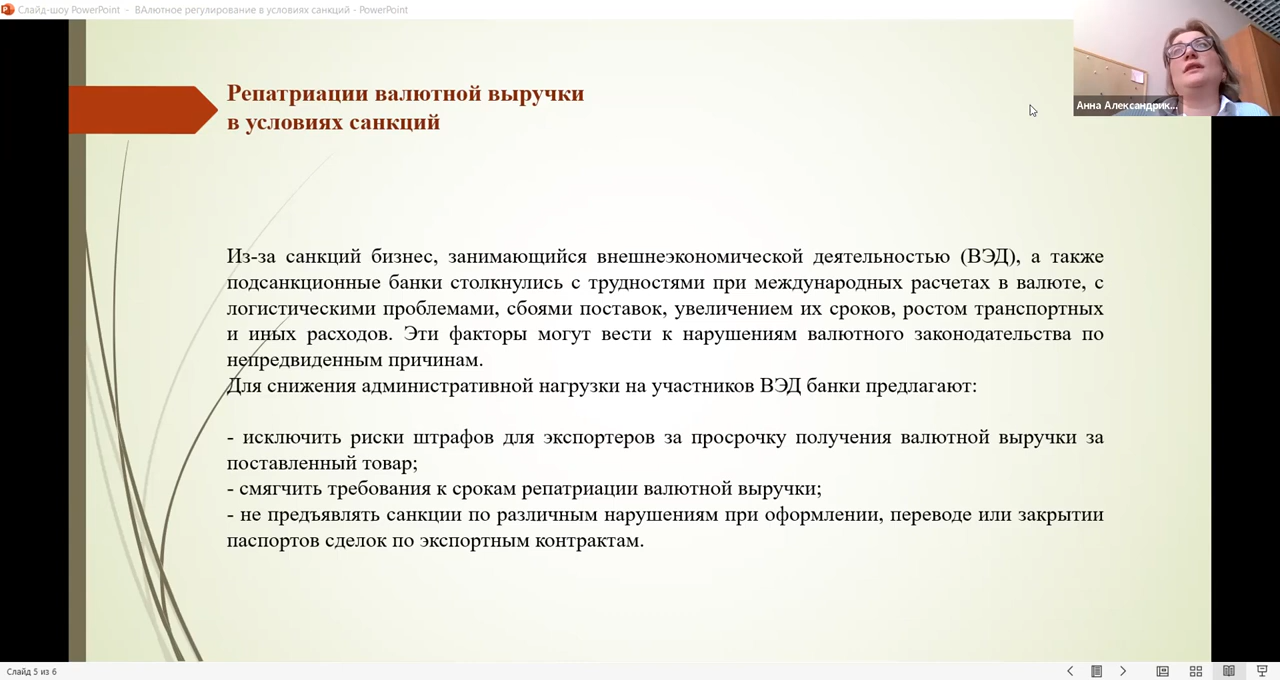 Слайд-шоу PowerPoint - ВАлютное регулирование в условиях санкций - PowerPoint
Репатриации валютной выручки
в условиях санкций
Анна Александрик...
Из-за санкций бизнес, занимающийся внешнеэкономической деятельностью (ВЭД), а также
подсанкционные банки столкнулись с трудностями при международных расчетах в валюте, с
логистическими проблемами, сбоями поставок, увеличением их сроков, ростом транспортных
и иных расходов. Эти факторы могут вести к нарушениям валютного законодательства по
непредвиденным причинам.
Для снижения административной нагрузки на участников ВЭД банки предлагают:
- исключить риски штрафов для экспортеров за просрочку получения валютной выручки за
поставленный товар;
- смягчить требования к срокам репатриации валютной выручки;
- не предъявлять санкции по различным нарушениям при оформлении, переводе или закрытии
паспортов сделок по экспортным контрактам.
Слайд 5 из 6